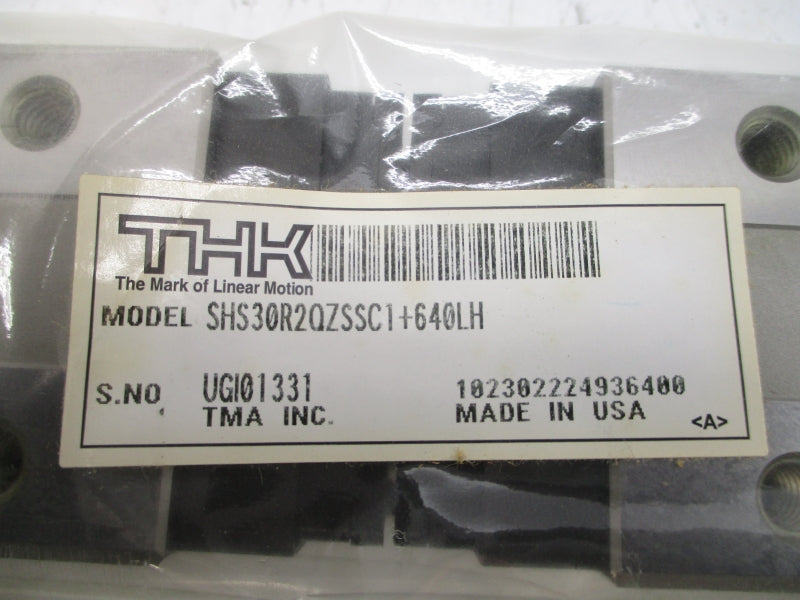 THK
The Mark of Linear Motion
MODEL SHS30R2QZSSC1+640LH
S.NO UGI01331 102302224936400
TMA INC. MADE IN USA
<A>